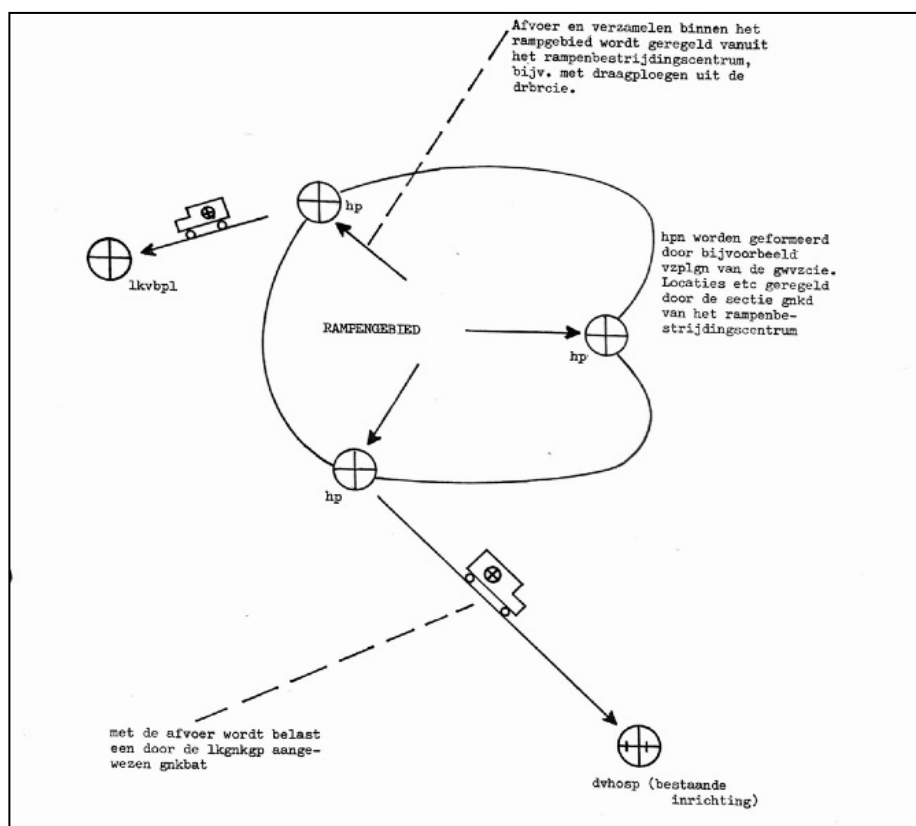 Afvoer en verzamelen binnen het
rampgebied wordt geregeld vanuit
het rampenbestrijdingscentrum,
bijv. met draagploegen uit de
drbrcie.
hp
lkvbpl
hpn worden geformeerd
door bijvoorbeeld
vzplgn van de gwvzcie.
Locaties etc geregeld
door de sectie gnkd
van het rampenbe-
strijdingscentrum
RAMPENGEBIED
hp
hp
met de afvoer wordt belast
een door de lkgnkgp aange-
wezen gnkbat
dvhosp (bestaande
inrichting)